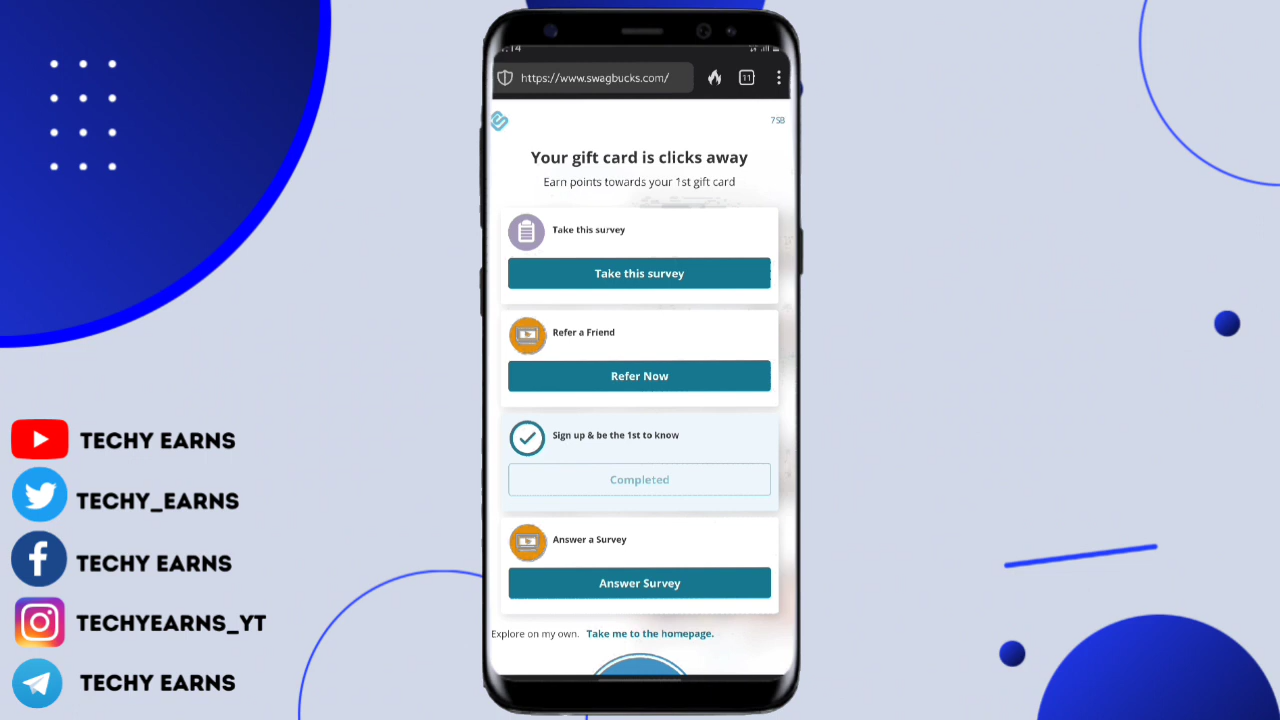 https://www.swagbucks.com/
11
7SB
Your gift card is clicks away
Earn points towards your 1st gift card
Take this survey
Take this survey
Refer a Friend
Refer Now
Sign up & be the 1st to know
Completed
Answer a Survey
Answer Survey
Explore on my own. Take me to the homepage.
TECHY EARNS
TECHY_EARNS
TECHY EARNS
TECHYEARNS_YT
TECHY EARNS